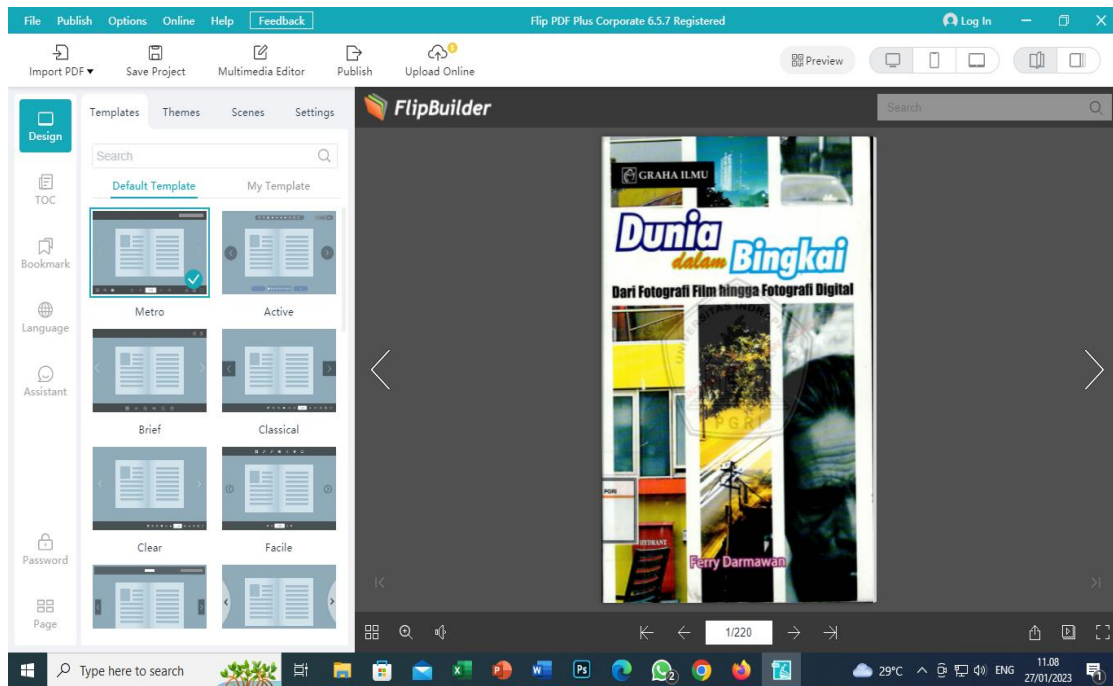 File Publish Options Online Help Feedback
Flip PDF Plus Corporate 6.5.7 Registered
Log In
Import PDF▼ Save Project Multimedia Editor Publish Upload Online
Preview
Design
TOC
Bookmark
Language
Assistant
Password
Page
Templates Themes Scenes Settings
Search
Default Template My Template
Metro Active
Brief Classical
Clear Facile
FlipBuilder
Search
GRAHA ILMU
Dunia
dalam Bingkai
Dari Fotografi Film hingga Fotografi Digital
PGRI
PGRI
HYDRANT
Ferry Darmawan
1/220
Type here to search
29°C
ENG
11.08
27/01/2023